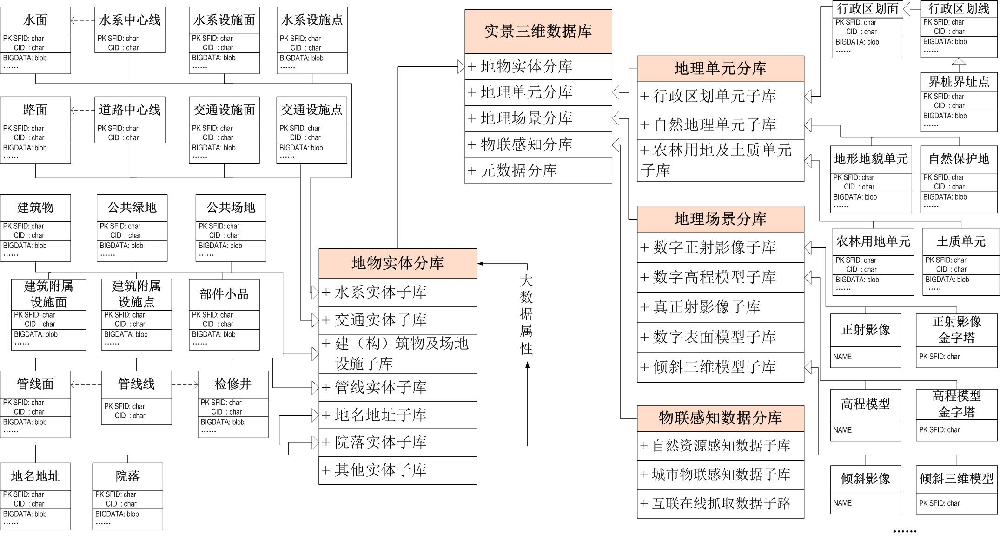 水面
PK SFID: char
CID : char
BIGDATA: blob
......
水系中心线
PK SFID: char
CID : char
水系设施面
PK SFID: char
CID : char
BIGDATA: blob
......
水系设施点
PK SFID: char
CID : char
BIGDATA: blob
......
路面
PK SFID: char
CID : char
BIGDATA: blob
......
道路中心线
PK SFID: char
CID : char
交通设施面
PK SFID: char
CID : char
BIGDATA: blob
......
交通设施点
PK SFID: char
CID : char
BIGDATA: blob
......
建筑物
PK SFID: char
CID : char
BIGDATA: blob
......
公共绿地
PK SFID: char
CID : char
BIGDATA: blob
......
公共场地
PK SFID: char
CID : char
BIGDATA: blob
......
建筑附属
设施面
PK SFID: char
CID : char
BIGDATA: blob
......
建筑附属
设施点
PK SFID: char
CID : char
BIGDATA: blob
......
部件小品
PK SFID: char
CID : char
BIGDATA: blob
......
管线面
PK SFID: char
CID : char
BIGDATA: blob
......
管线线
PK SFID: char
CID : char
检修井
PK SFID: char
CID : char
BIGDATA: blob
......
地名地址
PK SFID: char
CID : char
BIGDATA: blob
......
院落
PK SFID: char
CID : char
BIGDATA: blob
......
地物实体分库
+ 水系实体子库
+ 交通实体子库
+ 建（构）筑物及场地
设施子库
+ 管线实体子库
+ 地名地址子库
+ 院落实体子库
+ 其他实体子库
实景三维数据库
+ 地物实体分库
+ 地理单元分库
+ 地理场景分库
+ 物联感知分库
+ 元数据分库
大
数
据
属
性
地理单元分库
+ 行政区划单元子库
+ 自然地理单元子库
+ 农林用地及土质单元
子库
地理场景分库
+ 数字正射影像子库
+ 数字高程模型子库
+ 真正射影像子库
+ 数字表面模型子库
+ 倾斜三维模型子库
物联感知数据分库
+ 自然资源感知数据子库
+ 城市物联感知数据子库
+ 互联在线抓取数据子路
行政区划面
PK SFID: char
CID : char
BIGDATA: blob
......
行政区划线
PK SFID: char
CID : char
BIGDATA: blob
......
界桩界址点
PK SFID: char
CID : char
BIGDATA: blob
......
地形地貌单元
PK SFID: char
CID : char
BIGDATA: blob
......
自然保护地
PK SFID: char
CID : char
BIGDATA: blob
......
农林用地单元
PK SFID: char
CID : char
BIGDATA: blob
......
土质单元
PK SFID: char
CID : char
BIGDATA: blob
......
正射影像
NAME
正射影像
金字塔
PK SFID: char
高程模型
NAME
高程模型
金字塔
PK SFID: char
倾斜影像
NAME
倾斜三维模型
PK SFID: char
......